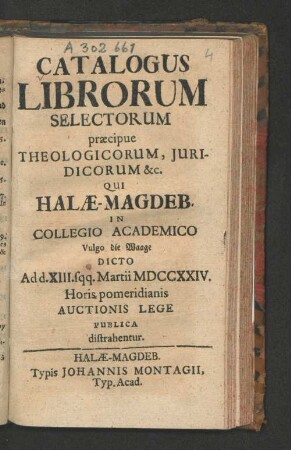 A 302 661
4
CATALOGUS
LIBRORUM
SELECTORUM
præcipue
THEOLOGICORUM, JURI-
DICORUM &c.
QUI
HALÆ-MAGDEB.
IN
COLLEGIO ACADEMICO
Vulgo die Waage
DICTO
Ad d. XIII. sqq. Martii MDCCXXIV.
Horis pomeridianis
AUCTIONIS LEGE
PUBLICA
distrahentur.
HALÆ-MAGDEB.
Typis JOHANNIS MONTAGII,
Typ. Acad.